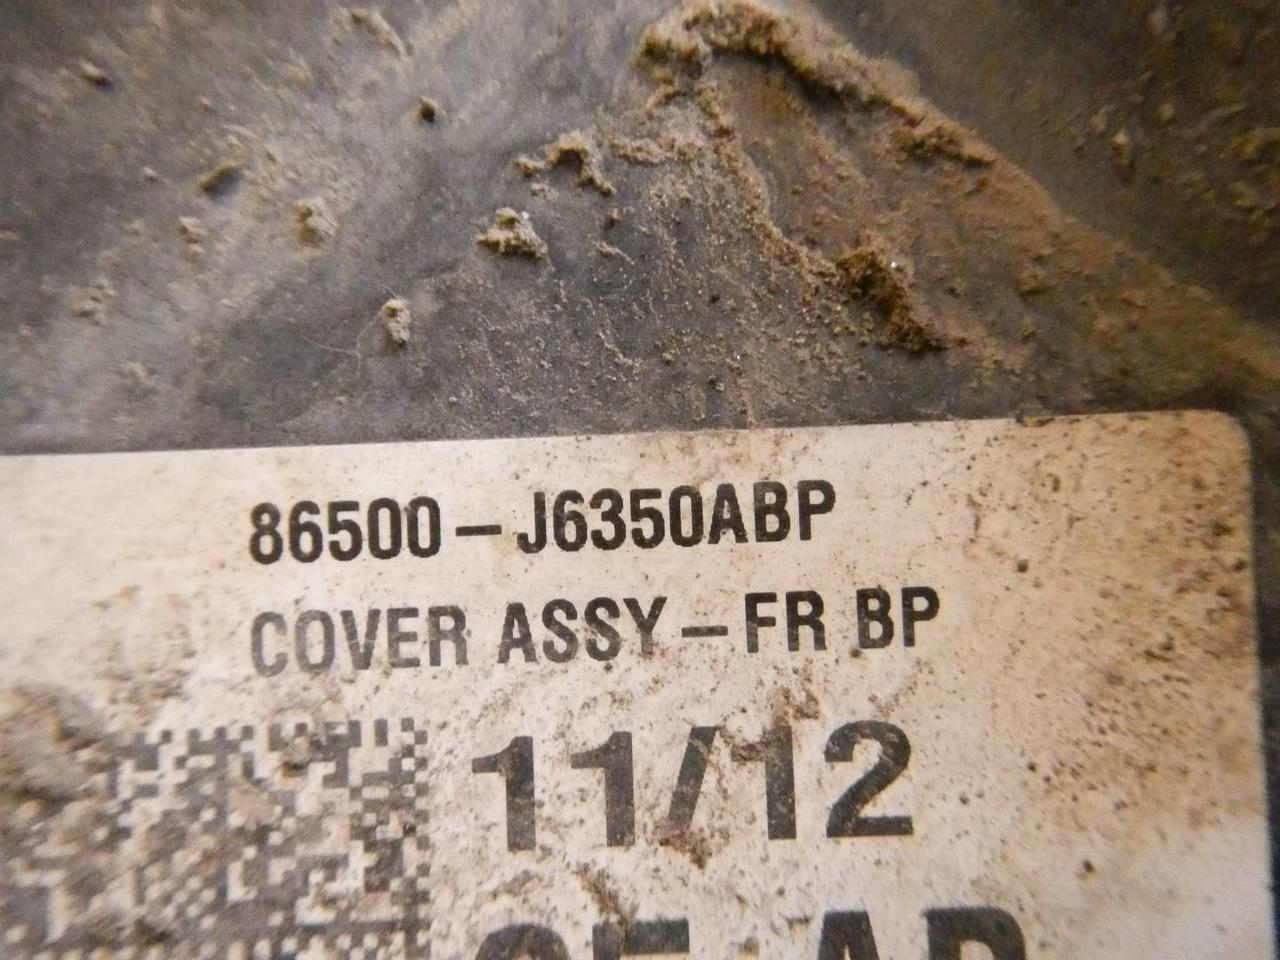 86500-J6350ABP
COVER ASSY-FR BP
11/12